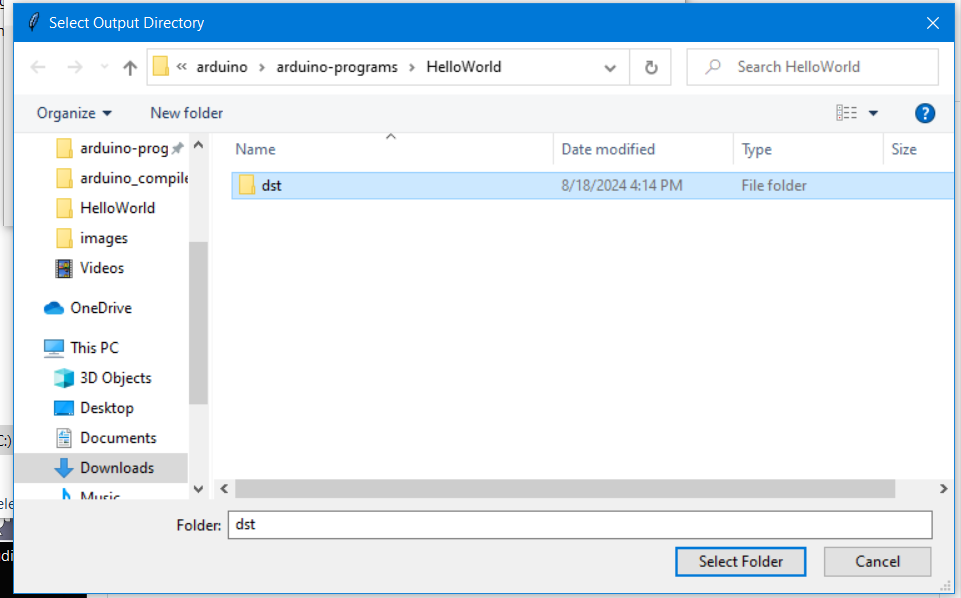 Select Output Directory
« arduino > arduino-programs > HelloWorld
Search HelloWorld
Organize
New folder
?
Name
Date modified
Type
Size
arduino-prog
arduino_compile
HelloWorld
images
Videos
OneDrive
This PC
3D Objects
Desktop
Documents
Downloads
Music
dst
8/18/2024 4:14 PM
File folder
C:)
ele
di
Folder:
dst
Select Folder
Cancel